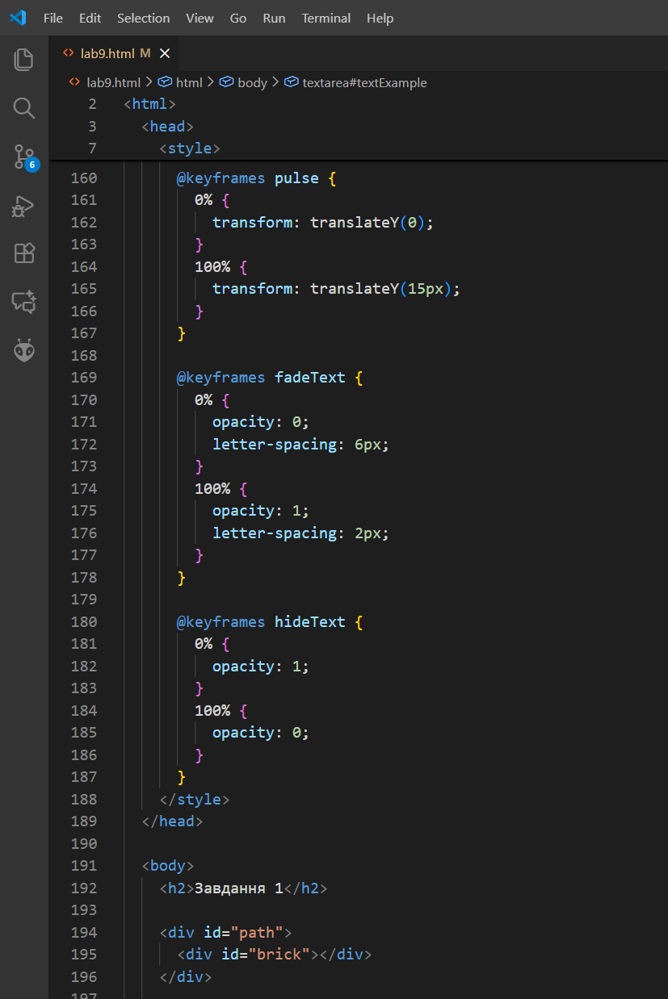 File Edit Selection View Go Run Terminal Help
lab9.html M
lab9.html > html > body > textarea#textExample
2 <html>
3 <head>
7 <style>
160 @keyframes pulse {
161 0% {
162 transform: translateY(0);
163 }
164 100% {
165 transform: translateY(15px);
166 }
167 }
168
169 @keyframes fadeText {
170 0% {
171 opacity: 0;
172 letter-spacing: 6px;
173 }
174 100% {
175 opacity: 1;
176 letter-spacing: 2px;
177 }
178 }
179
180 @keyframes hideText {
181 0% {
182 opacity: 1;
183 }
184 100% {
185 opacity: 0;
186 }
187 }
188 </style>
189 </head>
190
191 <body>
192 <h2>Завдання 1</h2>
193
194 <div id="path">
195 <div id="brick"></div>
196 </div>
197
6